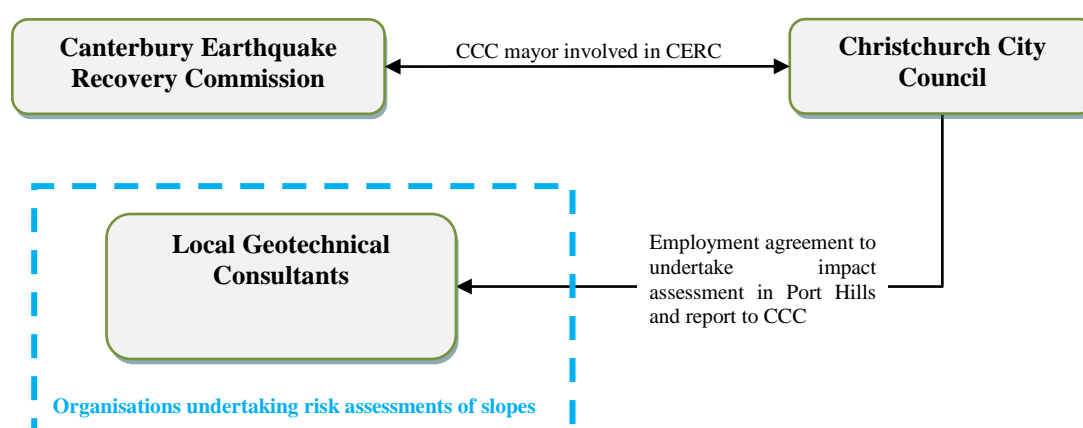 Canterbury Earthquake
Recovery Commission
CCC mayor involved in CERC
Christchurch City
Council
Local Geotechnical
Consultants
Employment agreement to
undertake impact
assessment in Port Hills
and report to CCC
Organisations undertaking risk assessments of slopes